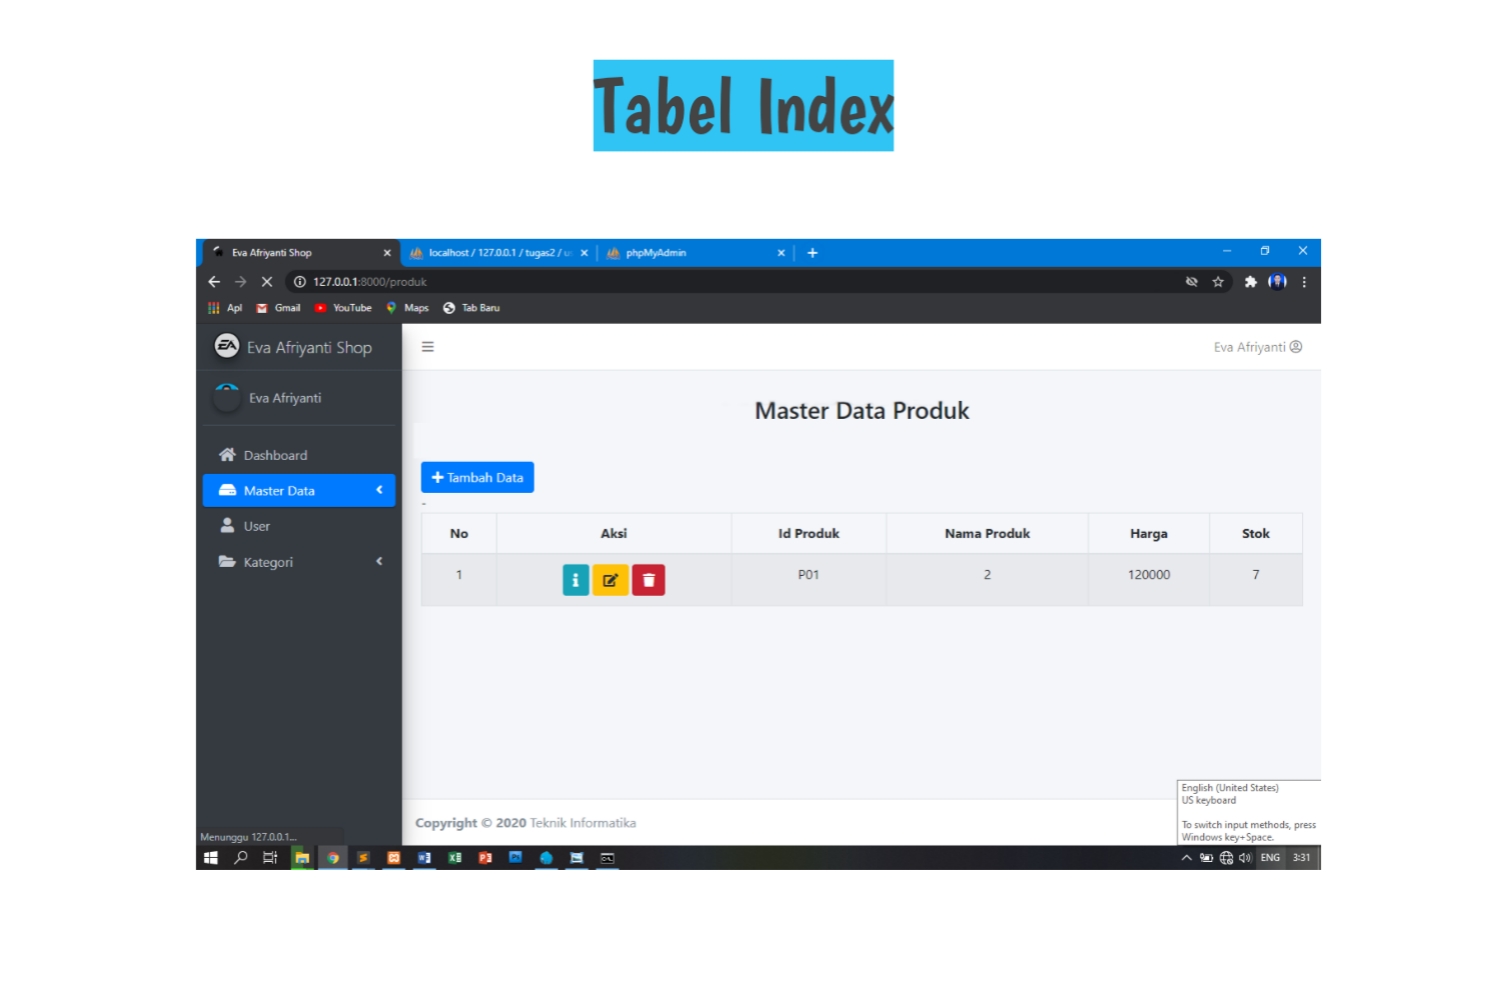 Tabel Index
Eva Afriyanti Shop
localhost / 127.0.0.1 / tugas2 /
phpMyAdmin
127.0.0.1:8000/produk
Apl Gmail YouTube Maps Tab Baru
EA Eva Afriyanti Shop
Eva Afriyanti
Eva Afriyanti
Master Data Produk
Dashboard
Master Data
User
Kategori
+ Tambah Data
-
No Aksi Id Produk Nama Produk Harga Stok
1 P01 2 120000 7
English (United States)
US keyboard
To switch input methods, press
Windows key+Space.
Copyright © 2020 Teknik Informatika
Menunggu 127.0.0.1...
ENG 3:31